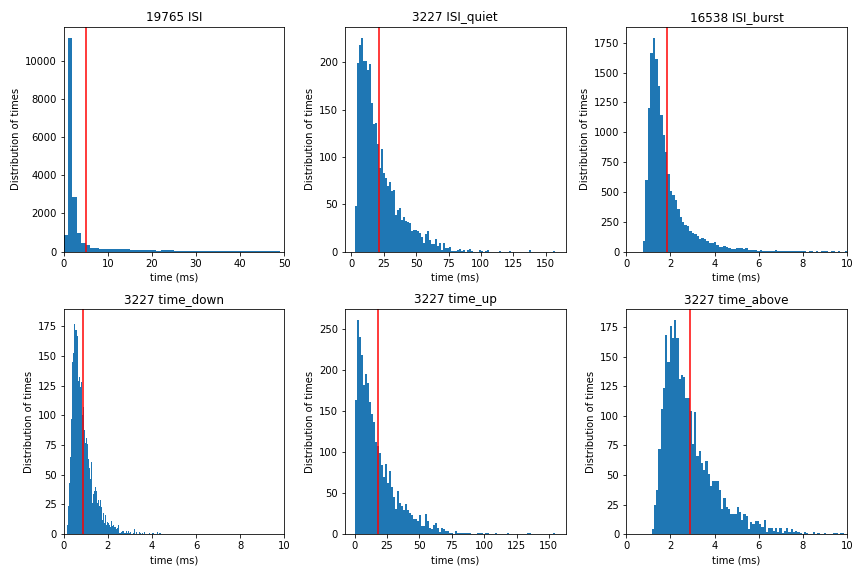 19765 ISI
Distribution of times
0
2000
4000
6000
8000
10000
0 10 20 30 40 50
time (ms)
3227 ISI_quiet
Distribution of times
0
50
100
150
200
0 25 50 75 100 125 150
time (ms)
16538 ISI_burst
Distribution of times
0
250
500
750
1000
1250
1500
1750
0 2 4 6 8 10
time (ms)
3227 time_down
Distribution of times
0
25
50
75
100
125
150
175
0 2 4 6 8 10
time (ms)
3227 time_up
Distribution of times
0
50
100
150
200
250
0 25 50 75 100 125 150
time (ms)
3227 time_above
Distribution of times
0
25
50
75
100
125
150
175
0 2 4 6 8 10
time (ms)